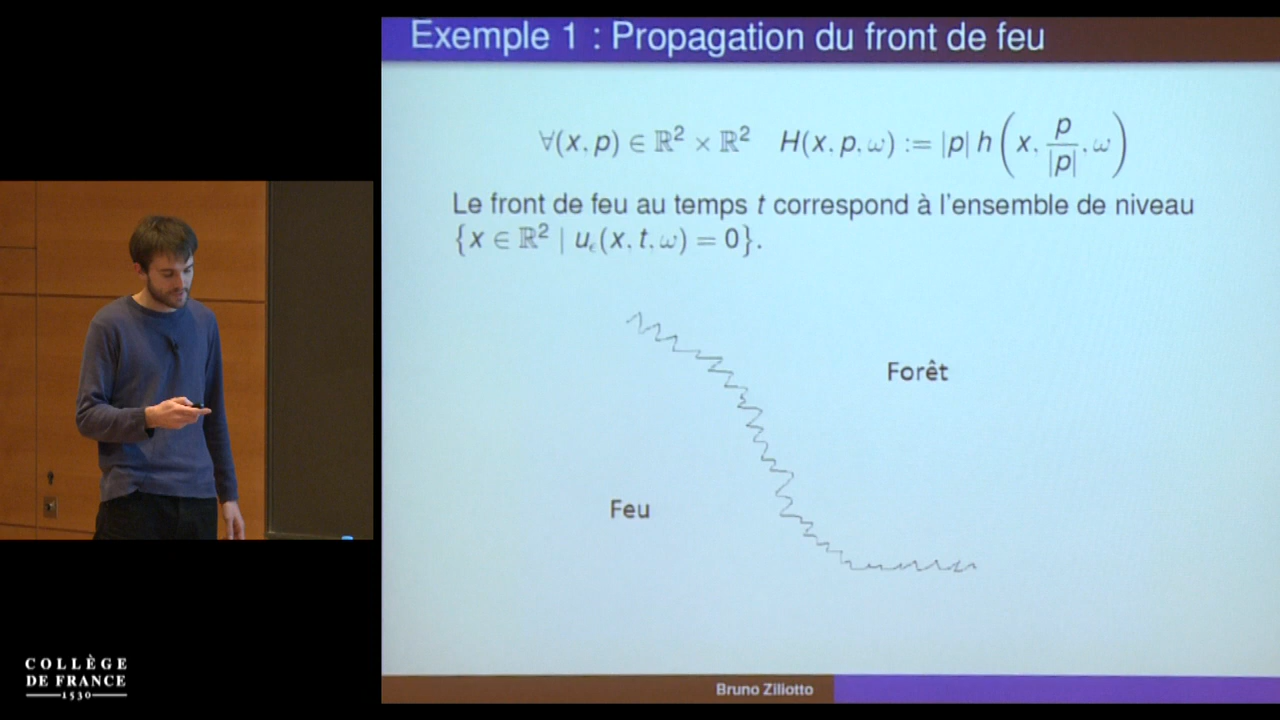 Exemple 1 : Propagation du front de feu
∀(x, p) ∈ ℝ² × ℝ²   H(x, p, ω) := |p| h(x, p/|p|, ω)
Le front de feu au temps t correspond à l'ensemble de niveau
{x ∈ ℝ² | uϵ(x, t, ω) = 0}.
Forêt
Feu
COLLÈGE
DE FRANCE
1530
Bruno Ziliotto